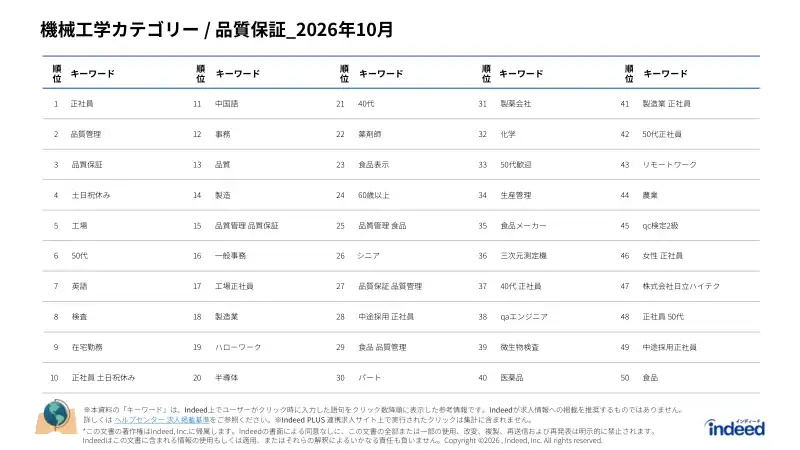 機械工学カテゴリー / 品質保証_2026年10月
順位 キーワード 順位 キーワード 順位 キーワード 順位 キーワード 順位 キーワード
1 正社員 11 中国語 21 40代 31 製薬会社 41 製造業 正社員
2 品質管理 12 事務 22 薬剤師 32 化学 42 50代正社員
3 品質保証 13 品質 23 食品表示 33 50代歓迎 43 リモートワーク
4 土日祝休み 14 製造 24 60歳以上 34 生産管理 44 農業
5 工場 15 品質管理 品質保証 25 品質管理 食品 35 食品メーカー 45 qc検定2級
6 50代 16 一般事務 26 シニア 36 三次元測定機 46 女性 正社員
7 英語 17 工場正社員 27 品質保証 品質管理 37 40代 正社員 47 株式会社日立ハイテク
8 検査 18 製造業 28 中途採用 正社員 38 qaエンジニア 48 正社員 50代
9 在宅勤務 19 ハローワーク 29 食品 品質管理 39 微生物検査 49 中途採用正社員
10 正社員 土日祝休み 20 半導体 30 パート 40 医薬品 50 食品
※本資料の「キーワード」は、Indeed上でユーザーがクリック時に入力した語句をクリック数降順に表示した参考情報です。Indeedが求人情報への掲載を推奨するものではありません。
詳しくは ヘルプセンター 求人掲載基準をご参照ください。※Indeed PLUS 連携求人サイト上で実行されたクリックは集計に含まれません。
*この文書の著作権はIndeed, Inc.に帰属します。Indeedの書面による同意なしに、この文書の全部または一部の使用、改変、複製、再送信および再発表は明示的に禁止されます。
Indeedはこの文書に含まれる情報の使用もしくは適用、またはそれらの解釈によるいかなる責任も負いません。Copyright ©2026 , Indeed, Inc. All rights reserved.
インディード
indeed